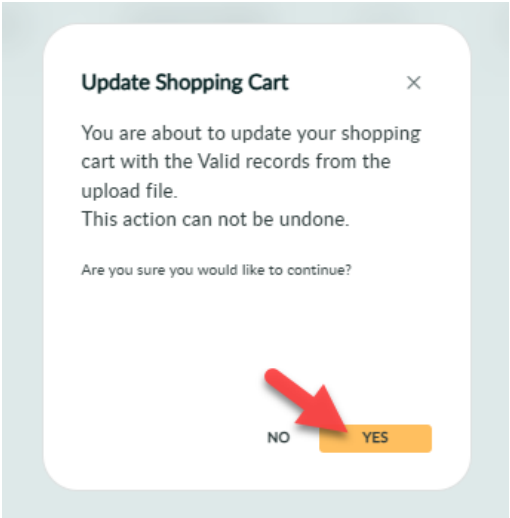 Update Shopping Cart
You are about to update your shopping
cart with the Valid records from the
upload file.
This action can not be undone.
Are you sure you would like to continue?
NO YES